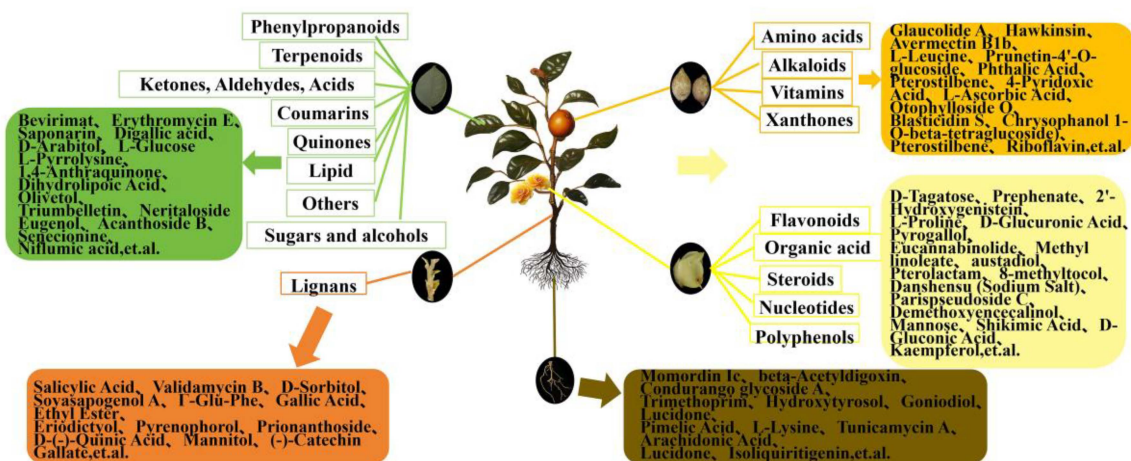 Phenylpropanoids
Terpenoids
Ketones, Aldehydes, Acids
Coumarins
Quinones
Lipid
Others
Sugars and alcohols
Bevirimat、Erythromycin E、
Saponarin、Digallic acid、
D-Arabitol、L-Glucose
L-Pyrrolysine、
1,4-Anthraquinone、
Dihydrolipoic Acid、
Olivetol、
Triumbelletin、Neritaloside
Eugenol、Acanthoside B、
Senecionine、
Niflumic acid,et.al.
Lignans
Salicylic Acid、Validamycin B、D-Sorbitol、
Soyasapogenol A、Γ-Glu-Phe、Gallic Acid、
Ethyl Ester、
Eriodictyol、Pyrenophorol、Prionanthoside、
D-(-)-Quinic Acid、Mannitol、(-)-Catechin
Gallate,et.al.
Amino acids
Alkaloids
Vitamins
Xanthones
Glaucolide A、Hawkinsin、
Avermectin B1b、
L-Leucine、Prunetin-4'-O-
glucoside、Phthalic Acid、
Pterostilbene、4-Pyridoxic
Acid、L-Ascorbic Acid、
Otophylloside O、
Blasticidin S、Chrysophanol 1-
O-beta-tetraglucoside)、
Pterostilbene、Riboflavin,et.al.
Flavonoids
Organic acid
Steroids
Nucleotides
Polyphenols
D-Tagatose、Prephenate、2'-
Hydroxygenistein、
L-Proline、D-Glucuronic Acid、
Pyrogallol、
Eucannabinolide、Methyl
linoleate、austadiol、
Pterolactam、8-methyltocol、
Danshensu (Sodium Salt)、
Parispseudoside C、
Demethoxyencecalinol、
Mannose、Shikimic Acid、D-
Gluconic Acid、
Kaempferol,et.al.
Momordin Ic、beta-Acetyldigoxin、
Condurango glycoside A、
Trimethoprim、Hydroxytyrosol、Goniodiol、
Lucidone、
Pimelic Acid、L-Lysine、Tunicamycin A、
Arachidonic Acid、
Lucidone、Isoliquiritigenin,et.al.